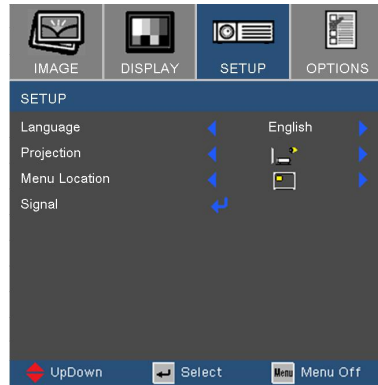 IMAGE DISPLAY SETUP OPTIONS
SETUP
Language English
Projection
Menu Location
Signal
UpDown Select Menu Menu Off